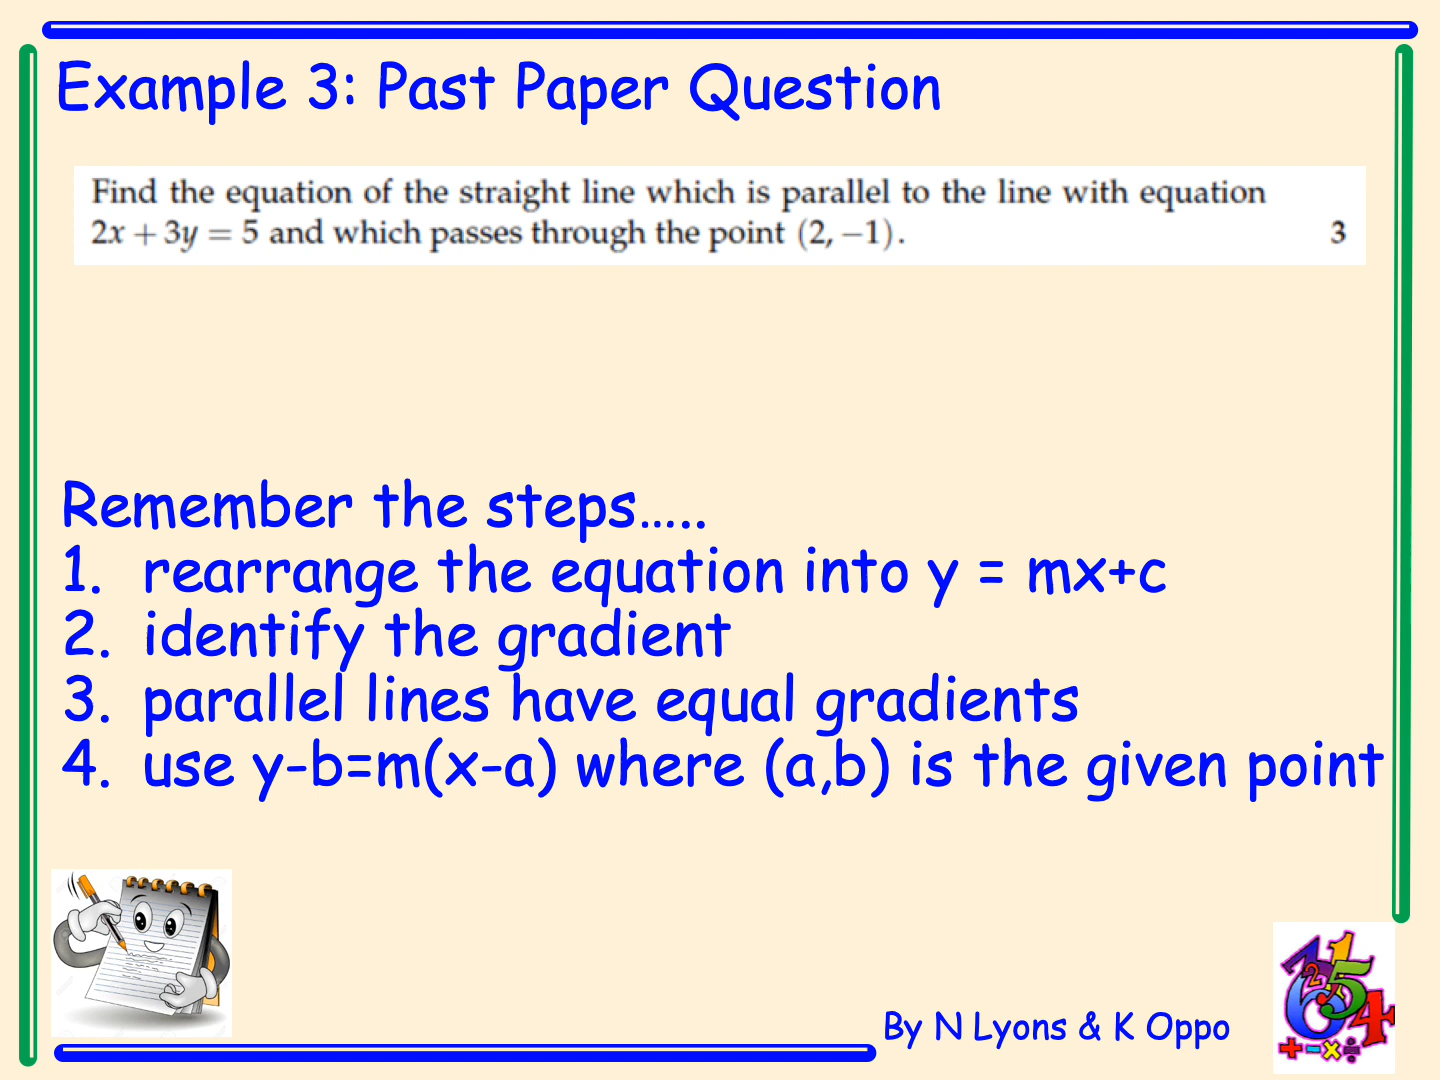 Example 3: Past Paper Question
Find the equation of the straight line which is parallel to the line with equation
2x + 3y = 5 and which passes through the point (2, −1). 3
Remember the steps.....
1. rearrange the equation into y = mx+c
2. identify the gradient
3. parallel lines have equal gradients
4. use y-b=m(x-a) where (a,b) is the given point
By N Lyons & K Oppo